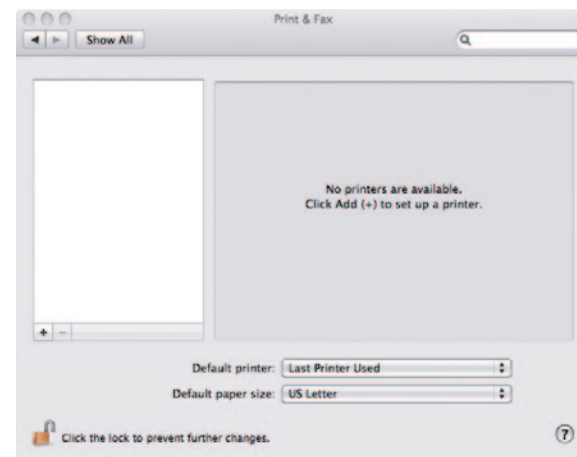 Print & Fax
Show All
No printers are available.
Click Add (+) to set up a printer.
+ −
Default printer: Last Printer Used
Default paper size: US Letter
Click the lock to prevent further changes.
?